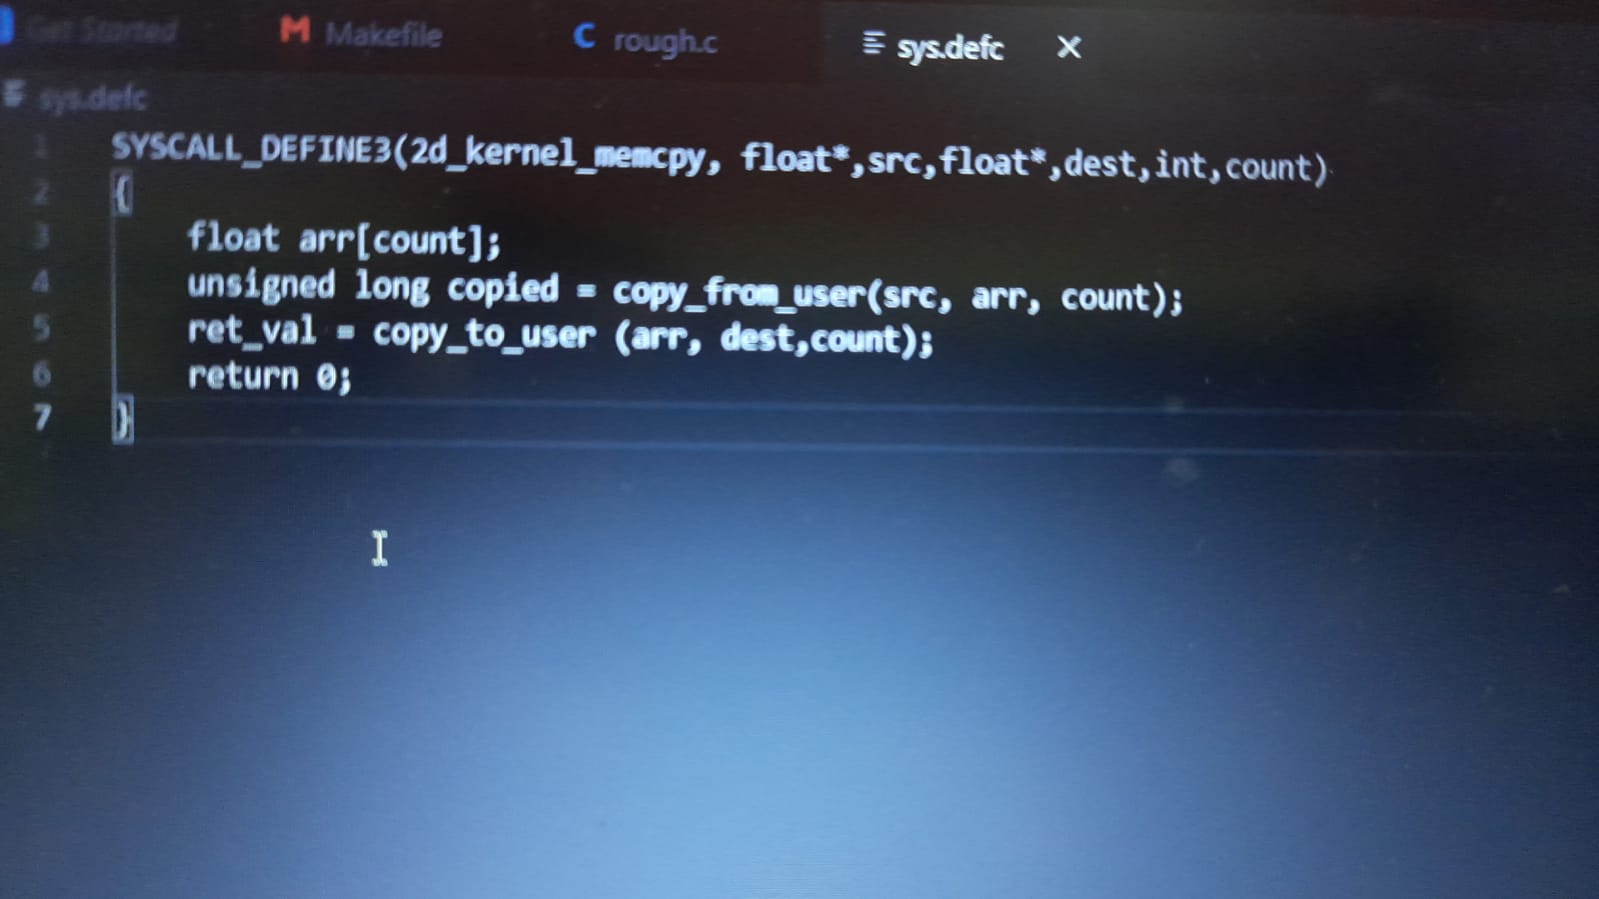 Get Started Makefile C rough.c sys.defc X
sys.defc
1 SYSCALL_DEFINE3(2d_kernel_memcpy, float*,src,float*,dest,int,count)
2 {
3 float arr[count];
4 unsigned long copied = copy_from_user(src, arr, count);
5 ret_val = copy_to_user (arr, dest,count);
6 return 0;
7 }